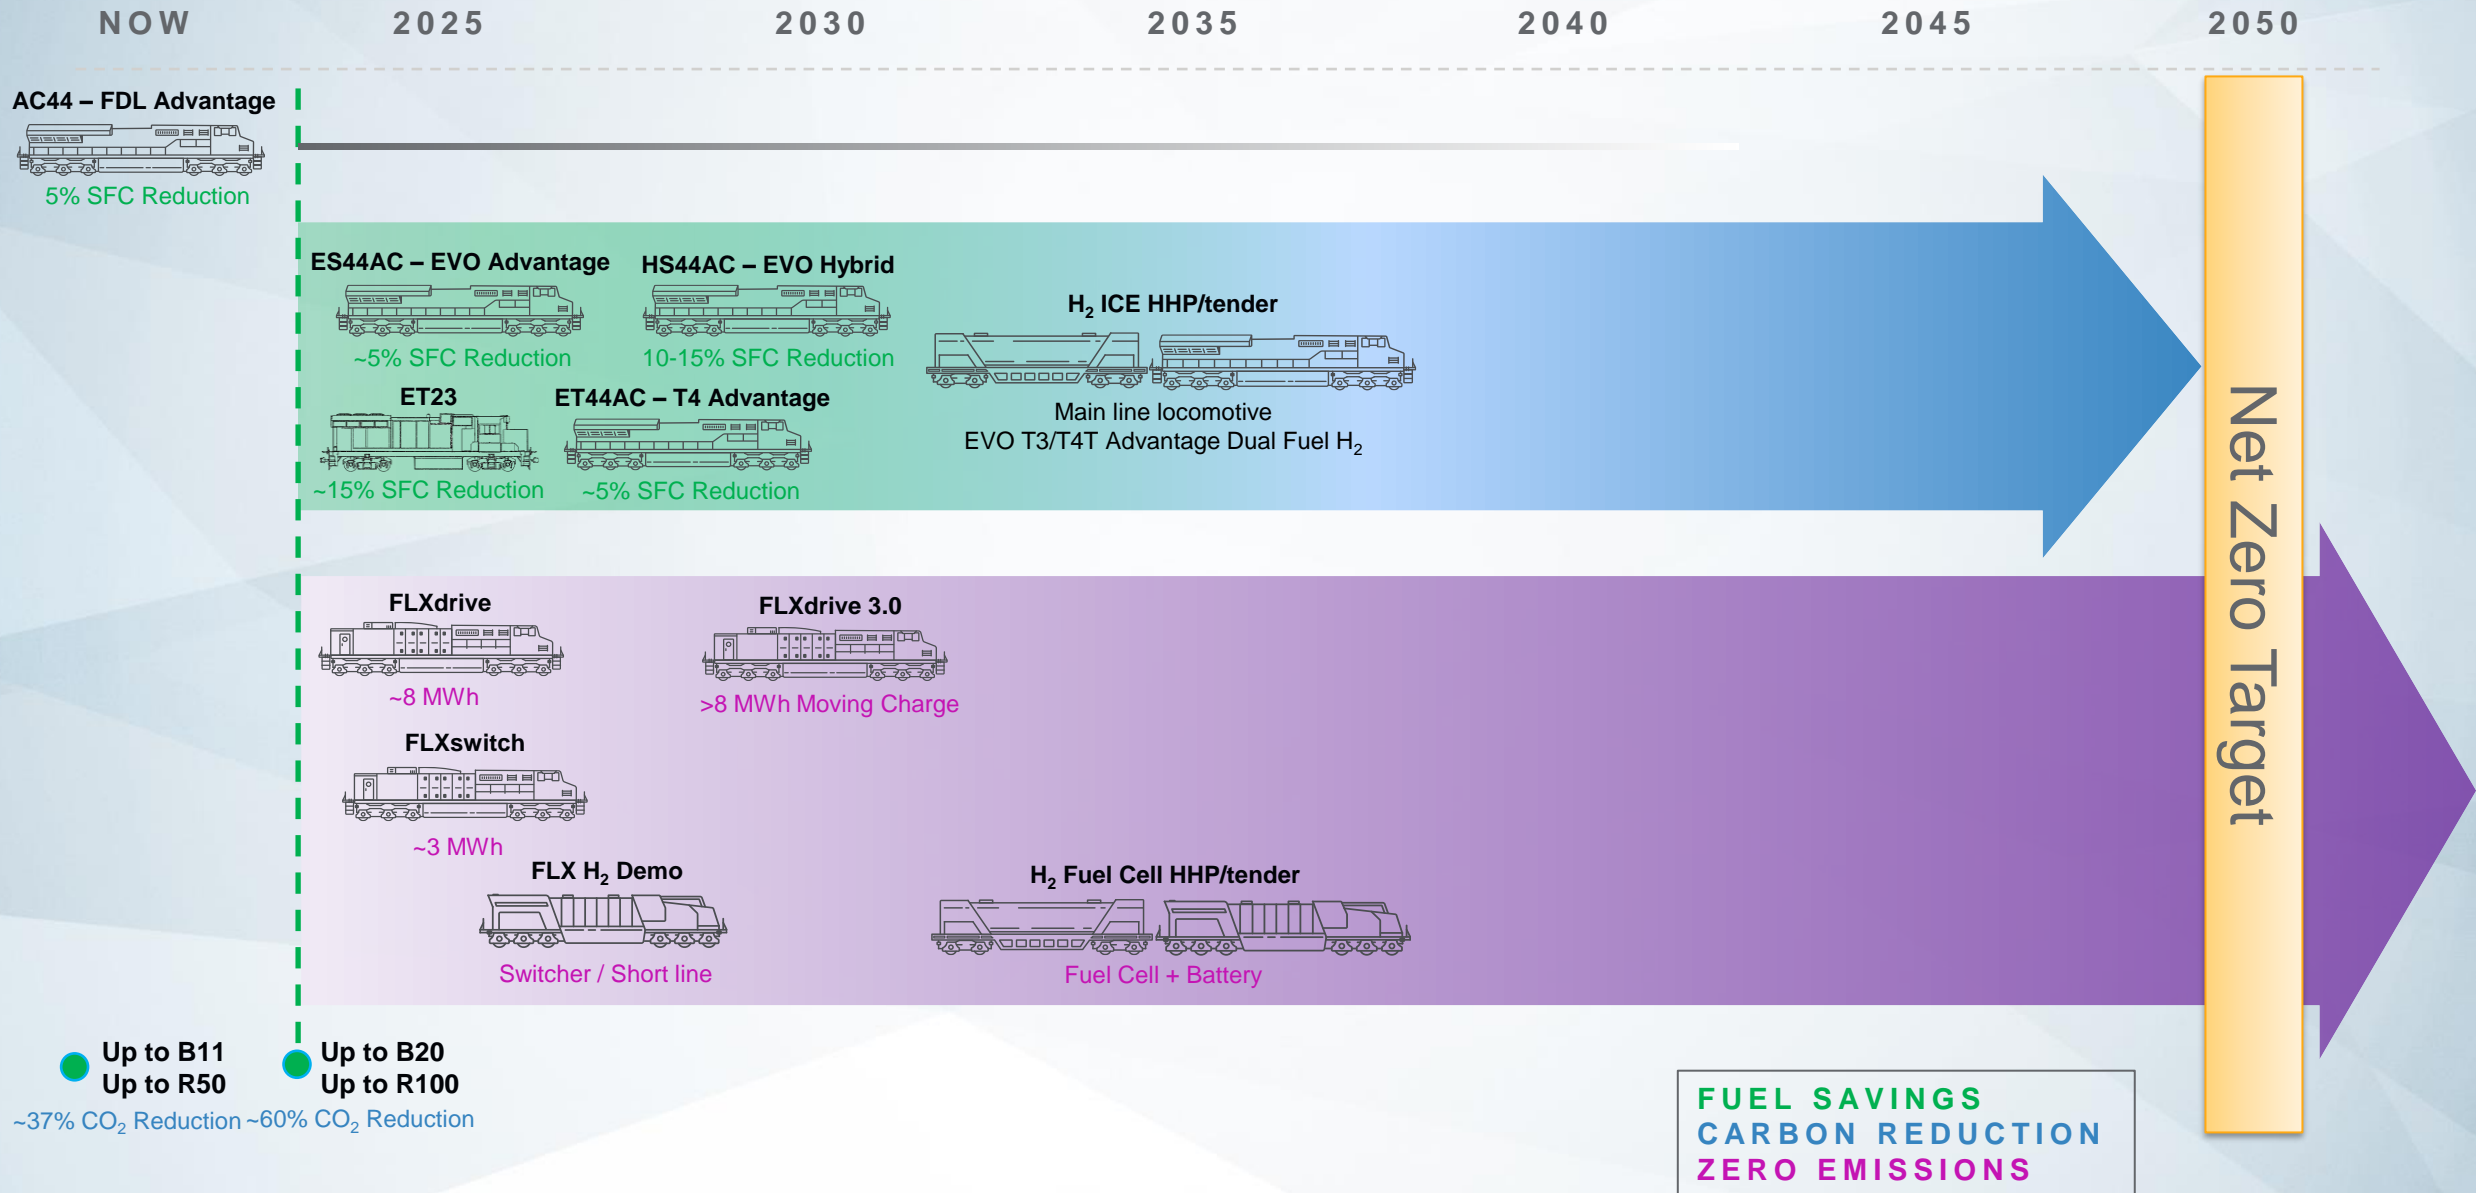 NOW
2025
2030
2035
2040
2045
2050
AC44 – FDL Advantage
5% SFC Reduction
ES44AC – EVO Advantage
~5% SFC Reduction
HS44AC – EVO Hybrid
10-15% SFC Reduction
ET23
~15% SFC Reduction
ET44AC – T4 Advantage
~5% SFC Reduction
H₂ ICE HHP/tender
Main line locomotive
EVO T3/T4T Advantage Dual Fuel H₂
FLXdrive
~8 MWh
FLXdrive 3.0
>8 MWh Moving Charge
FLXswitch
~3 MWh
FLX H₂ Demo
Switcher / Short line
H₂ Fuel Cell HHP/tender
Fuel Cell + Battery
Net Zero Target
Up to B11
Up to R50
~37% CO₂ Reduction
Up to B20
Up to R100
~60% CO₂ Reduction
FUEL SAVINGS
CARBON REDUCTION
ZERO EMISSIONS